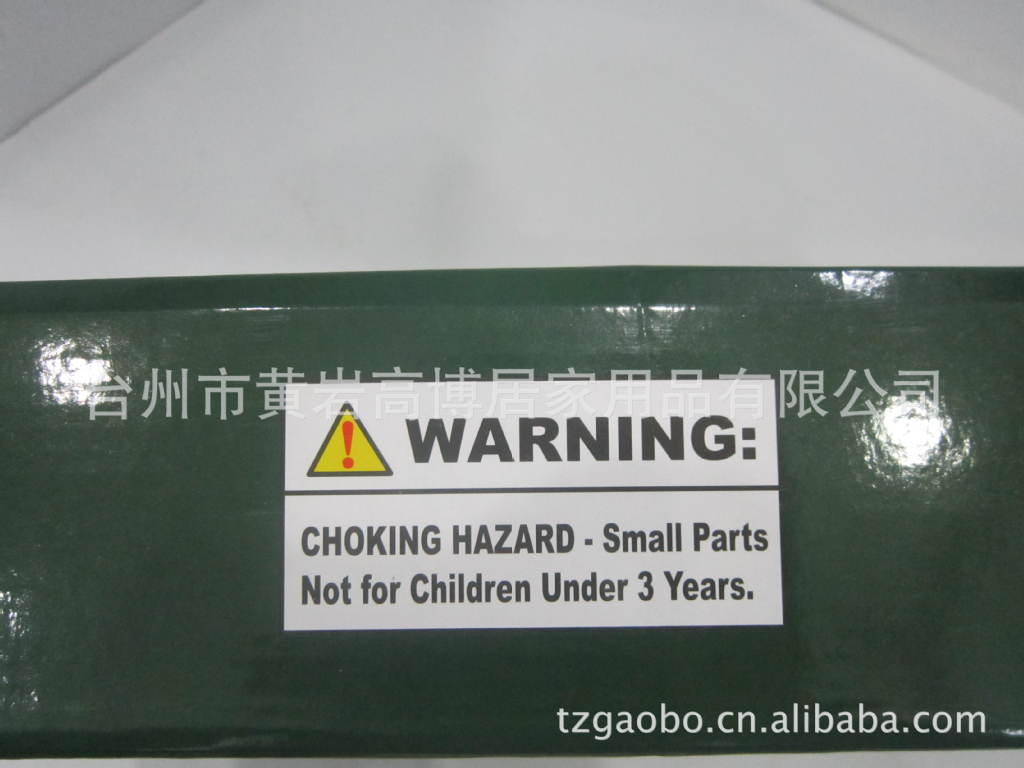 台州市黄岩高博居家用品有限公司
WARNING:
CHOKING HAZARD - Small Parts
Not for Children Under 3 Years.
tzgaobo.cn.alibaba.com